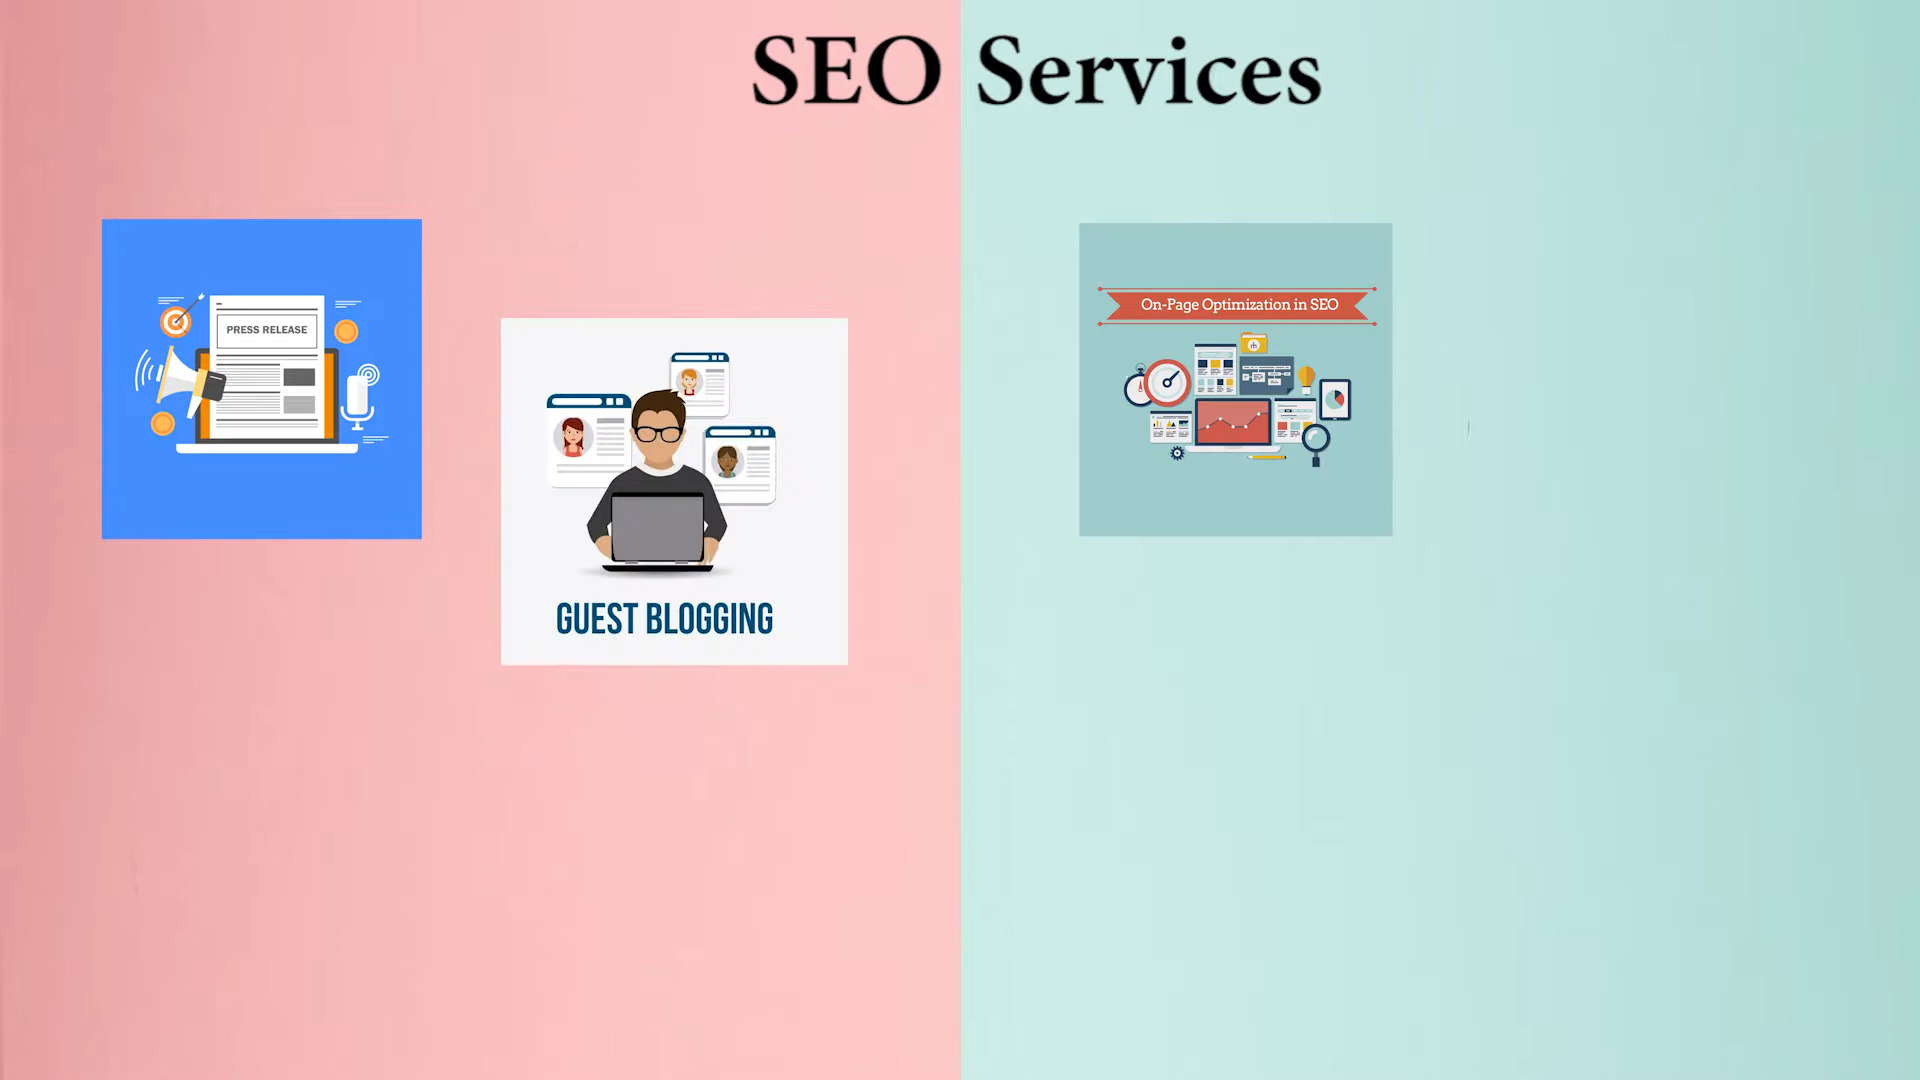 SEO Services
PRESS RELEASE
GUEST BLOGGING
On-Page Optimization in SEO